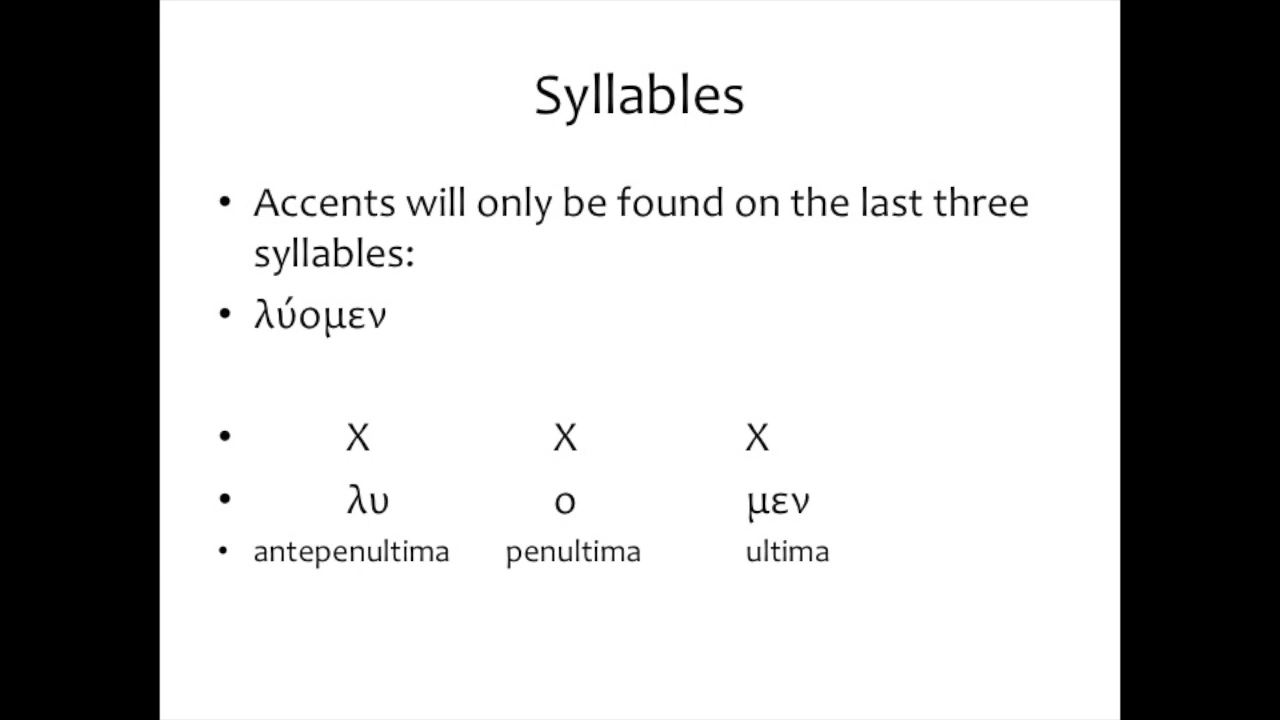 Syllables
• Accents will only be found on the last three
syllables:
• λύομεν
• X X X
• λυ ο μεν
• antepenultima penultima ultima